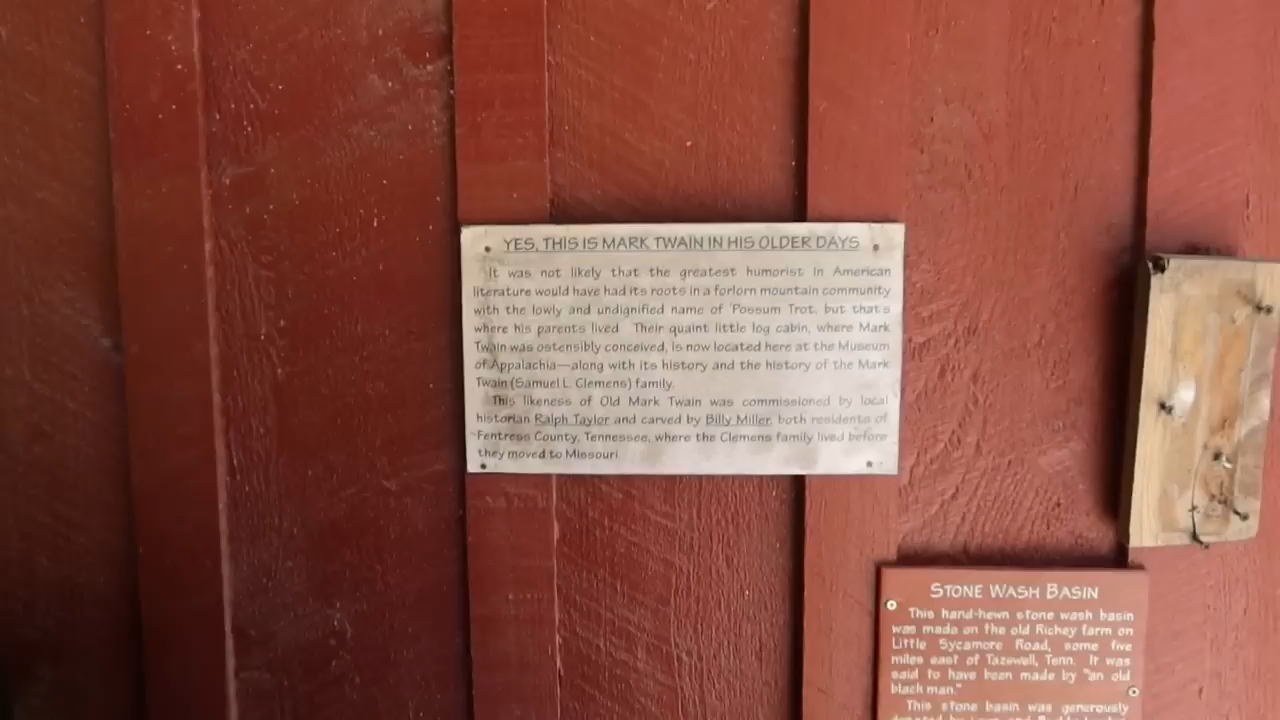 YES, THIS IS MARK TWAIN IN HIS OLDER DAYS
It was not likely that the greatest humorist in American
literature would have had its roots in a forlorn mountain community
with the lowly and undignified name of 'Possum Trot, but that's
where his parents lived. Their quaint little log cabin, where Mark
Twain was ostensibly conceived, is now located here at the Museum
of Appalachia—along with its history and the history of the Mark
Twain (Samuel L. Clemens) family.
This likeness of Old Mark Twain was commissioned by local
historian Ralph Taylor and carved by Billy Miller, both residents of
Fentress County, Tennessee, where the Clemens family lived before
they moved to Missouri.
STONE WASH BASIN
This hand-hewn stone wash basin
was made on the old Richey farm on
Little Sycamore Road, some five
miles east of Tazewell, Tenn. It was
said to have been made by "an old
black man."
This stone basin was generously